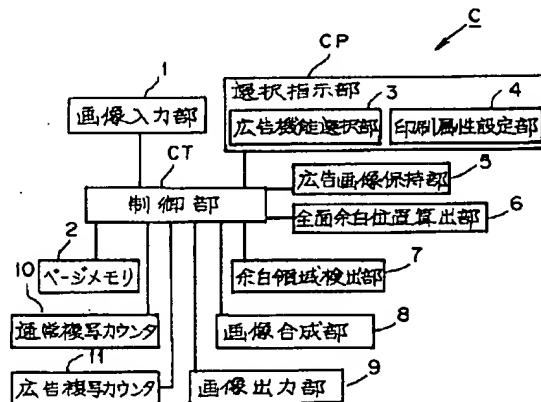 C
CP
選択指示部
1
3
4
画像入力部
広告機能選択部
印刷属性設定部
CT
5
広告画像保持部
制御部
6
全面余白位置算出部
2
ページメモリ
7
余白領域検出部
10
通常複写カウンタ
8
画像合成部
11
広告複写カウンタ
9
画像出力部